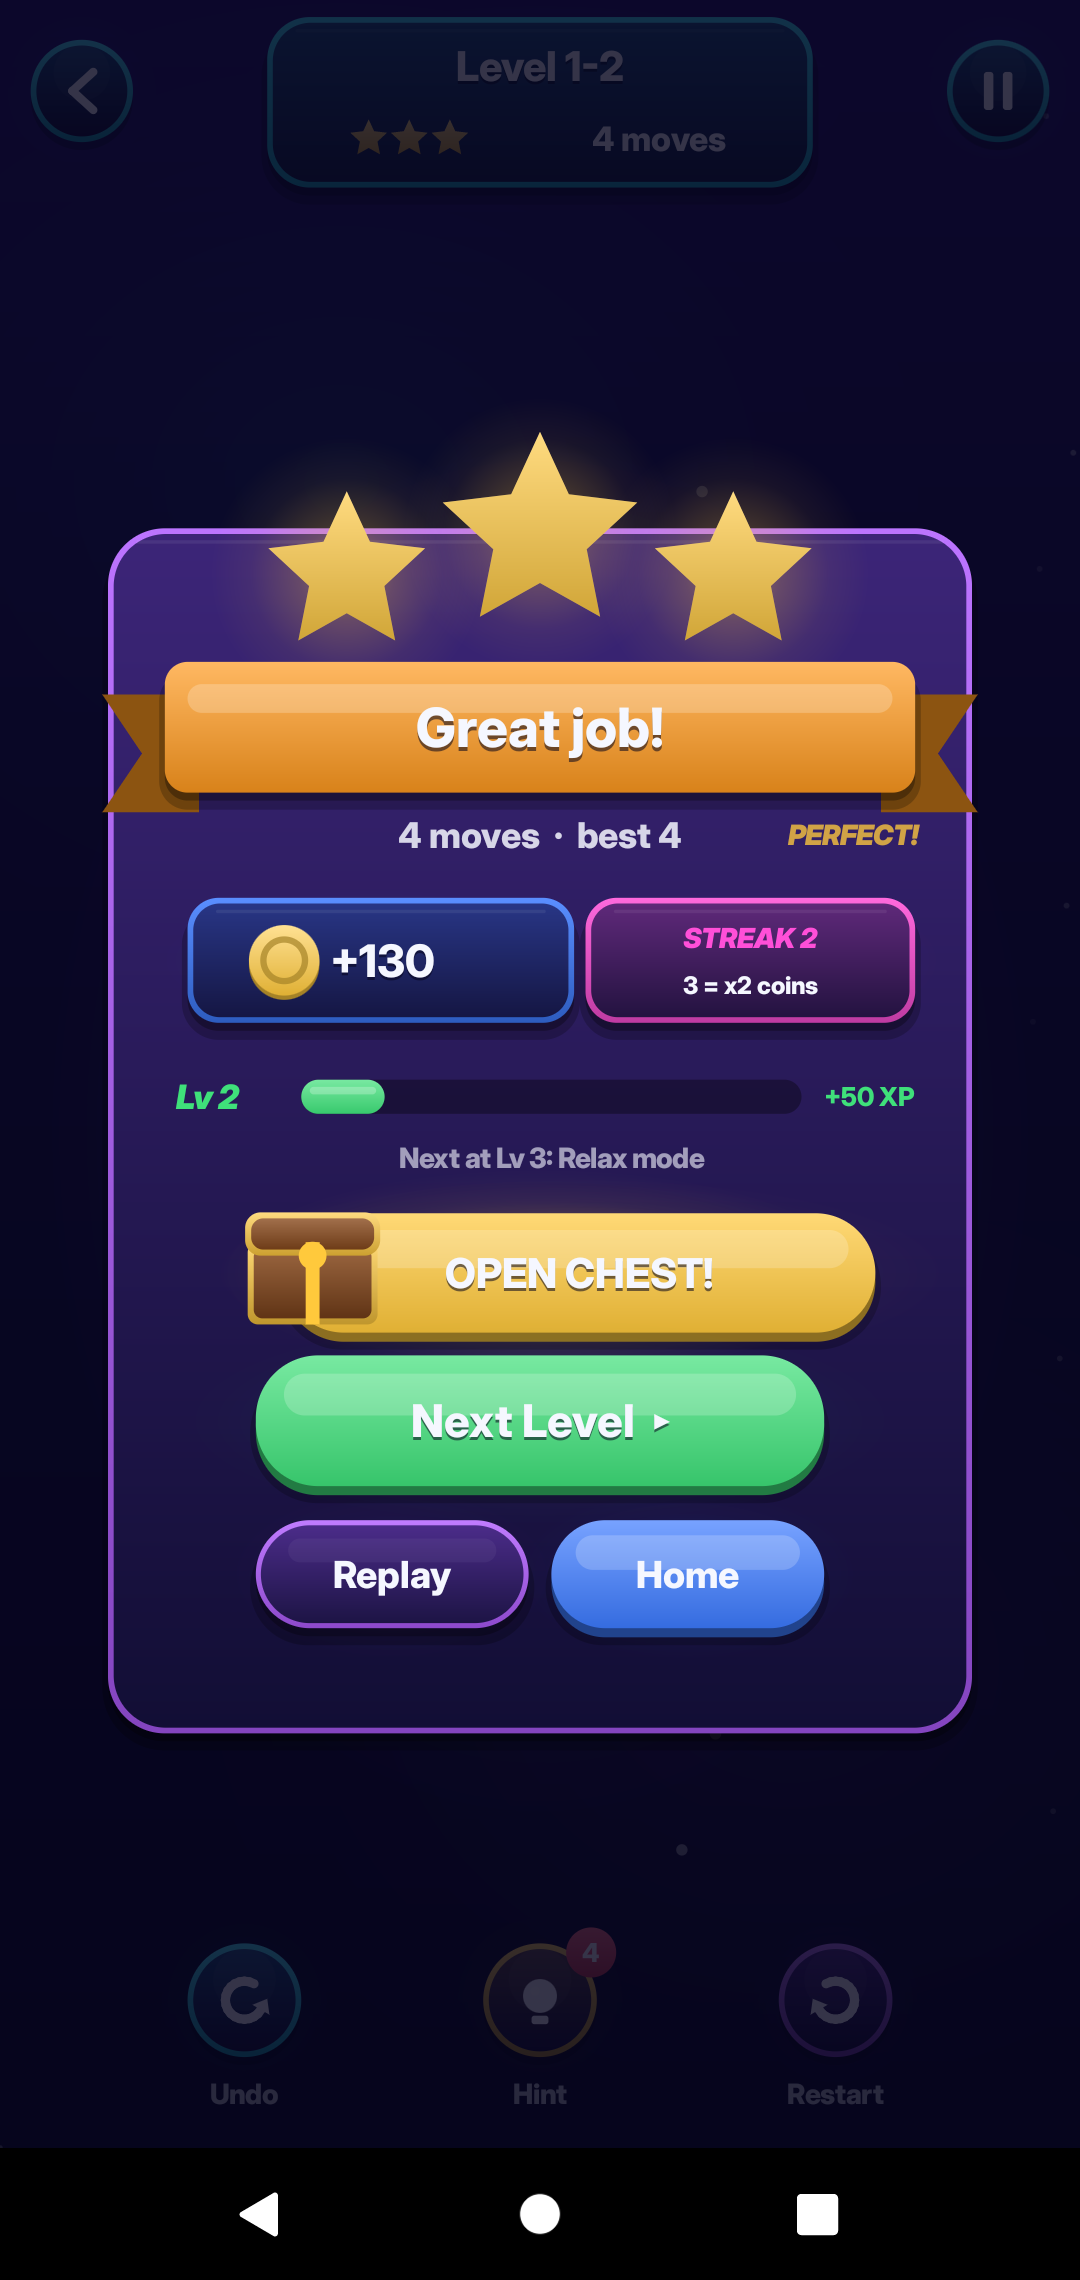 Level 1-2
4 moves
Great job!
4 moves · best 4
PERFECT!
+130
STREAK 2
3 = x2 coins
Lv 2
+50 XP
Next at Lv 3: Relax mode
OPEN CHEST!
Next Level ▸
Replay
Home
4
Undo
Hint
Restart